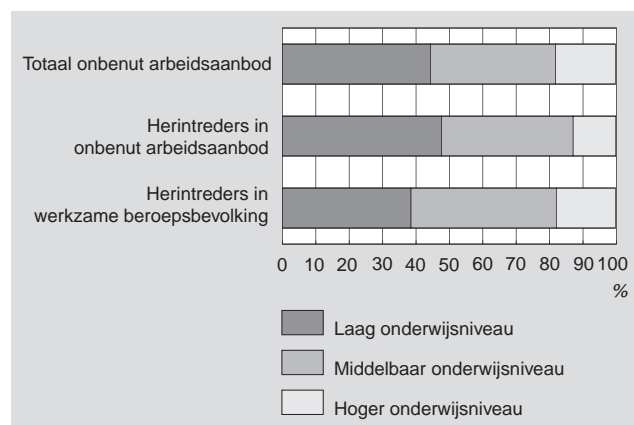 Totaal onbenut arbeidsaanbod
Herintreders in
onbenut arbeidsaanbod
Herintreders in
werkzame beroepsbevolking
0 10 20 30 40 50 60 70 80 90 100
%
Laag onderwijsniveau
Middelbaar onderwijsniveau
Hoger onderwijsniveau